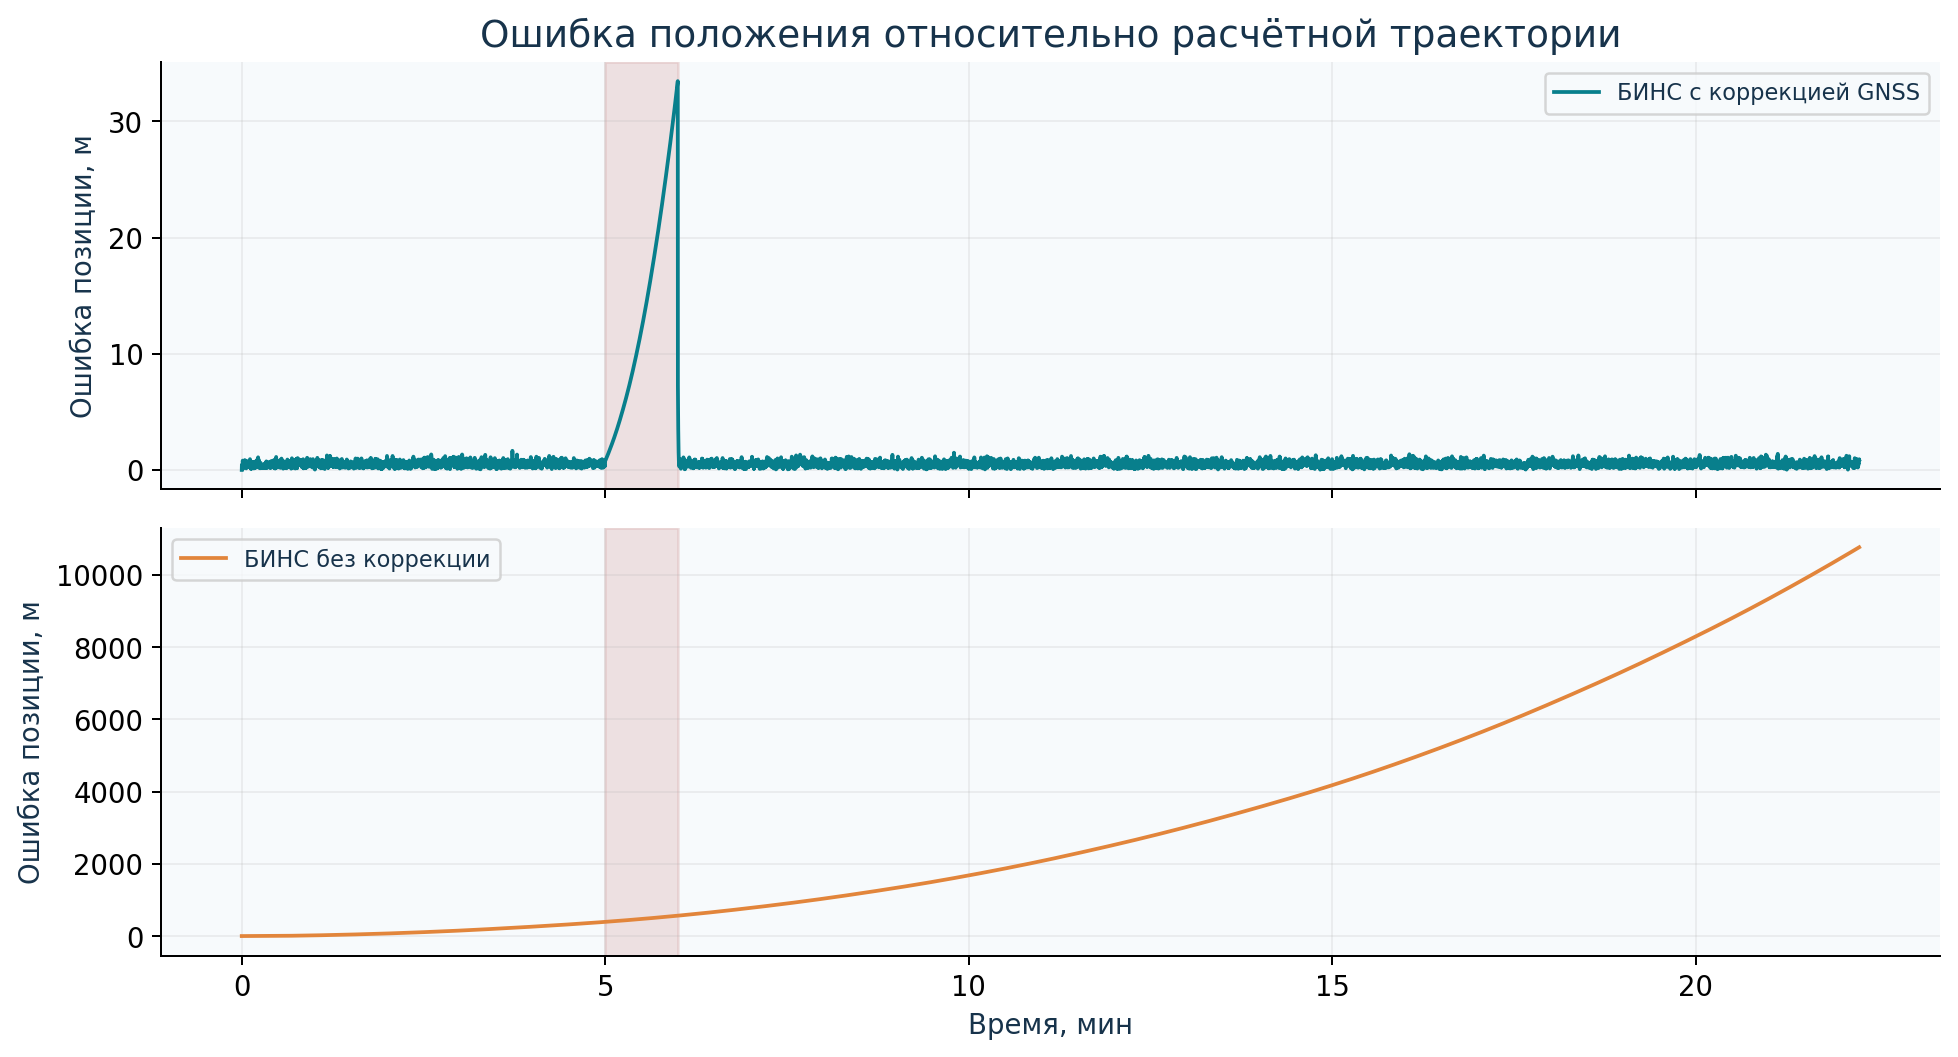 Ошибка положения относительно расчётной траектории
Ошибка позиции, м
30
20
10
0
БИНС с коррекцией GNSS
Ошибка позиции, м
10000
8000
6000
4000
2000
0
БИНС без коррекции
0 5 10 15 20
Время, мин